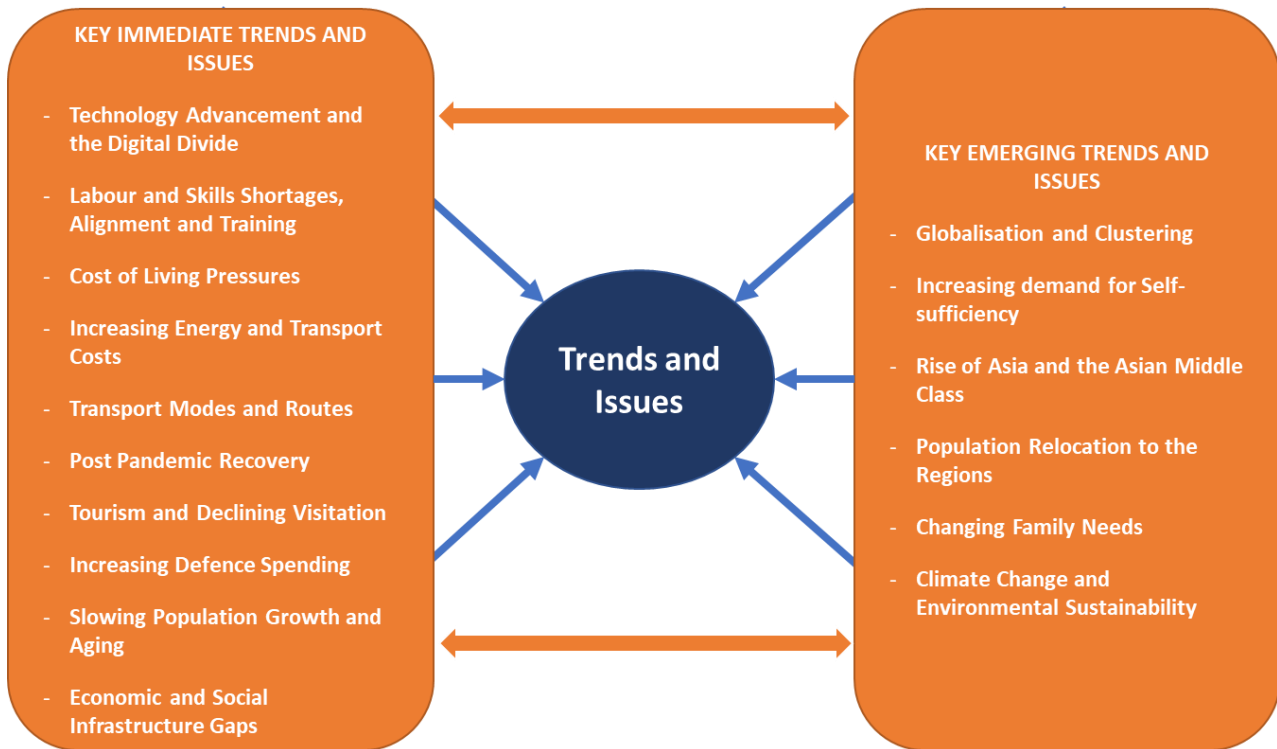 KEY IMMEDIATE TRENDS AND
ISSUES
- Technology Advancement and
the Digital Divide
- Labour and Skills Shortages,
Alignment and Training
- Cost of Living Pressures
- Increasing Energy and Transport
Costs
- Transport Modes and Routes
- Post Pandemic Recovery
- Tourism and Declining Visitation
- Increasing Defence Spending
- Slowing Population Growth and
Aging
- Economic and Social
Infrastructure Gaps
Trends and
Issues
KEY EMERGING TRENDS AND
ISSUES
- Globalisation and Clustering
- Increasing demand for Self-
sufficiency
- Rise of Asia and the Asian Middle
Class
- Population Relocation to the
Regions
- Changing Family Needs
- Climate Change and
Environmental Sustainability